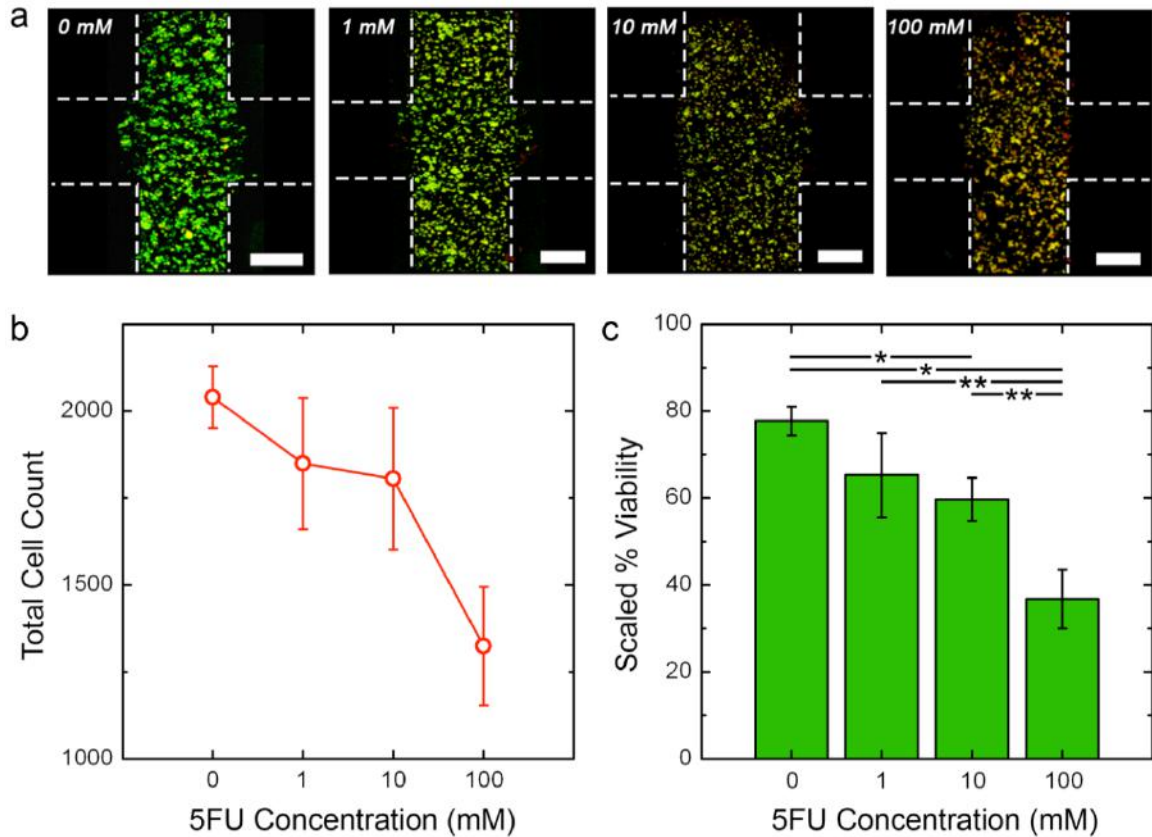 a
0 mM
1 mM
10 mM
100 mM
b
Total Cell Count
2000
1500
1000
0
1
10
100
5FU Concentration (mM)
c
Scaled % Viability
100
80
60
40
20
0
*
*
**
**
0
1
10
100
5FU Concentration (mM)